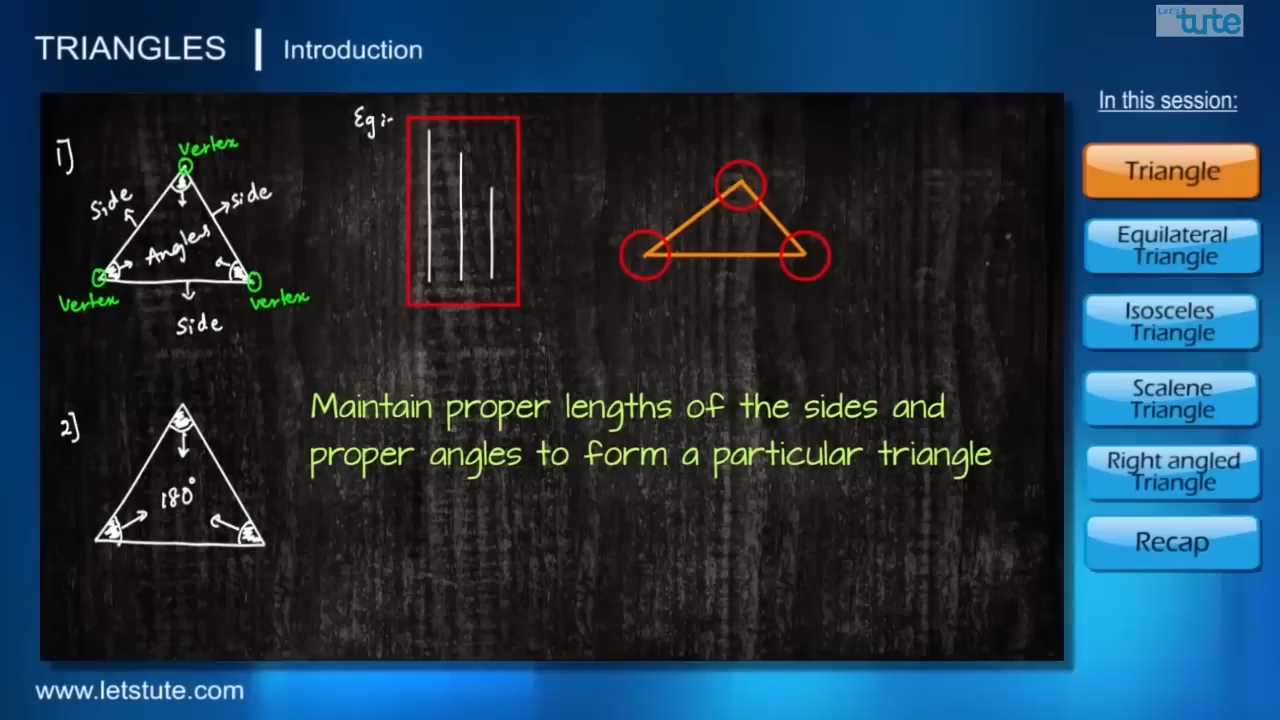 Let's
tute
TRIANGLES | Introduction
In this session:
Triangle
Equilateral
Triangle
Isosceles
Triangle
Scalene
Triangle
Right angled
Triangle
Recap
1]
Vertex
Side
Side
Angles
Vertex
Vertex
Side
Eg:-
2]
180°
Maintain proper lengths of the sides and
proper angles to form a particular triangle
www.letstute.com